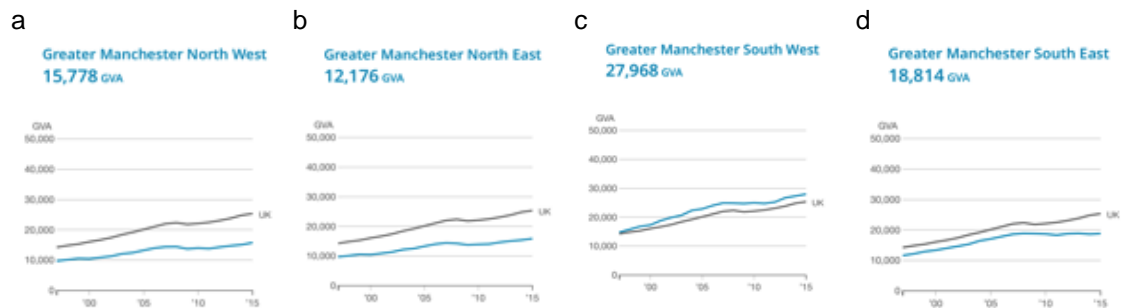 a
Greater Manchester North West
15,778 GVA
GVA
50,000
40,000
30,000
20,000
10,000
0
UK
'00 '05 '10 '15
b
Greater Manchester North East
12,176 GVA
GVA
50,000
40,000
30,000
20,000
10,000
0
UK
'00 '05 '10 '15
c
Greater Manchester South West
27,968 GVA
GVA
50,000
40,000
30,000
20,000
10,000
0
UK
'00 '05 '10 '15
d
Greater Manchester South East
18,814 GVA
GVA
50,000
40,000
30,000
20,000
10,000
0
UK
'00 '05 '10 '15